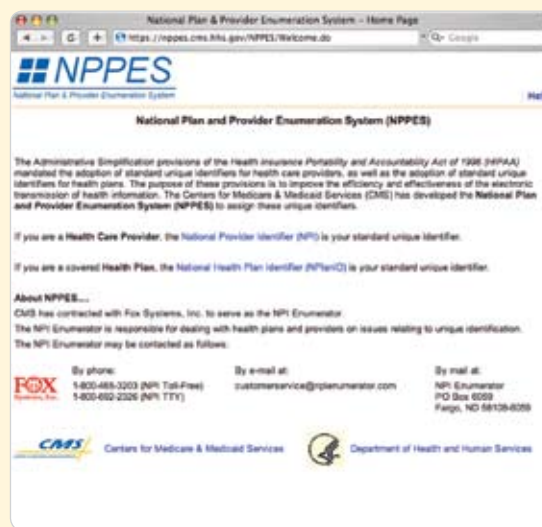 National Plan & Provider Enumeration System – Home Page
https://nppes.cms.hhs.gov/NPPES/Welcome.do
Google
NPPES
National Plan & Provider Enumeration System
Hel
National Plan and Provider Enumeration System (NPPES)
The Administrative Simplification provisions of the Health Insurance Portability and Accountability Act of 1996 (HIPAA)
mandated the adoption of standard unique identifiers for health care providers, as well as the adoption of standard unique
identifiers for health plans. The purpose of these provisions is to improve the efficiency and effectiveness of the electronic
transmission of health information. The Centers for Medicare & Medicaid Services (CMS) has developed the National Plan
and Provider Enumeration System (NPPES) to assign these unique identifiers.
If you are a Health Care Provider, the National Provider Identifier (NPI) is your standard unique identifier.
If you are a covered Health Plan, the National Health Plan Identifier (NPlanID) is your standard unique identifier.
About NPPES....
CMS has contracted with Fox Systems, Inc. to serve as the NPI Enumerator.
The NPI Enumerator is responsible for dealing with health plans and providers on issues relating to unique identification.
The NPI Enumerator may be contacted as follows:
By phone: By e-mail at: By mail at:
FOX Systems, Inc. 1-800-465-3203 (NPI Toll-Free) customerservice@npienumerator.com NPI Enumerator
1-800-692-2326 (NPI TTY) PO Box 6059
Fargo, ND 58108-6059
CMS Centers for Medicare & Medicaid Services Department of Health and Human Services